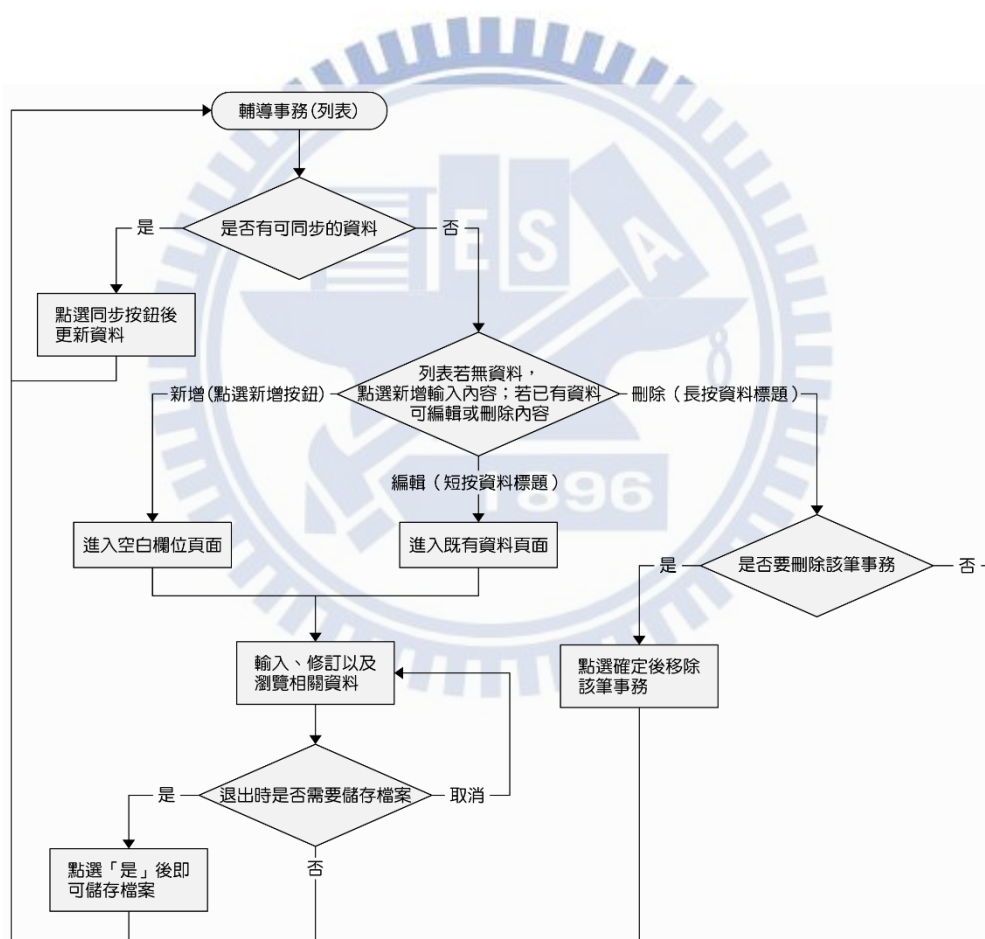 輔導事務(列表)
是否有可同步的資料
是
否
點選同步按鈕後
更新資料
列表若無資料，
點選新增輸入內容；若已有資料
可編輯或刪除內容
新增(點選新增按鈕)
刪除（長按資料標題）
編輯（短按資料標題）
進入空白欄位頁面
進入既有資料頁面
是否要刪除該筆事務
是
否
輸入、修訂以及
瀏覽相關資料
點選確定後移除
該筆事務
退出時是否需要儲存檔案
是
取消
否
點選「是」後即
可儲存檔案
ESA
1896